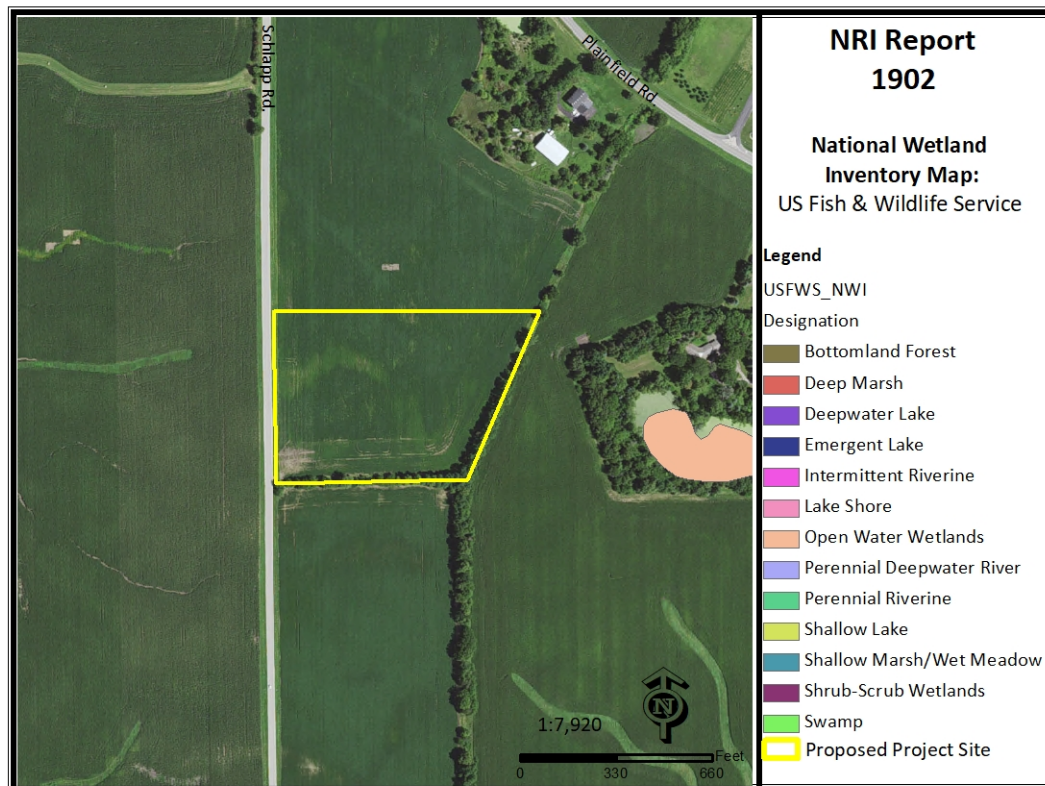 Schlapp Rd.
Plainfield Rd
1:7,920
N
Feet
0 330 660
NRI Report
1902
National Wetland
Inventory Map:
US Fish & Wildlife Service
Legend
USFWS_NWI
Designation
Bottomland Forest
Deep Marsh
Deepwater Lake
Emergent Lake
Intermittent Riverine
Lake Shore
Open Water Wetlands
Perennial Deepwater River
Perennial Riverine
Shallow Lake
Shallow Marsh/Wet Meadow
Shrub-Scrub Wetlands
Swamp
Proposed Project Site